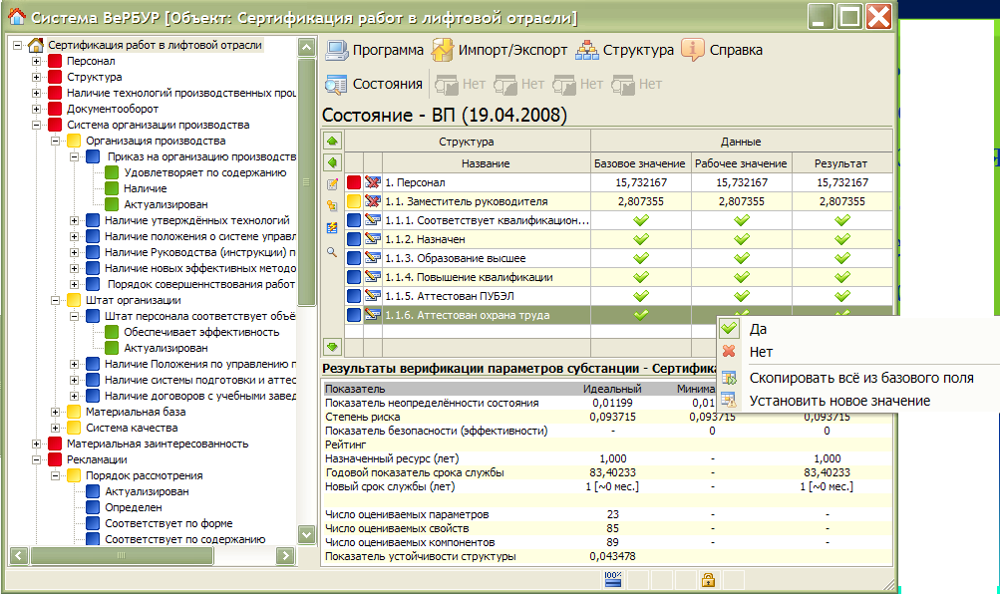 Система ВеРБУР [Объект: Сертификация работ в лифтовой отрасли]
Сертификация работ в лифтовой отрасли
Персонал
Структура
Наличие технологий производственных проц
Документооборот
Система организации производства
Организация производства
Приказ на организацию производств
Удовлетворяет по содержанию
Наличие
Актуализирован
Наличие утверждённых технологий
Наличие положения о системе управл
Наличие Руководства (инструкции) п
Наличие новых эффективных методо
Порядок совершеннствования работ
Штат организации
Штат персонала соответствует объё
Обеспечивает эффективность
Актуализирован
Наличие Положения по управлению п
Наличие системы подготовки и аттес
Наличие договоров с учебными завед
Материальная база
Система качества
Материальная заинтересованность
Рекламации
Порядок рассмотрения
Актуализирован
Определен
Соответствует по форме
Соответствует по содержанию
Программа Импорт/Экспорт Структура Справка
Состояния Нет Нет Нет Нет
Состояние - ВП (19.04.2008)
Структура Данные
Название Базовое значение Рабочее значение Результат
1. Персонал 15,732167 15,732167 15,732167
1.1. Заместитель руководителя 2,807355 2,807355 2,807355
1.1.1. Соответствует квалификацион...
1.1.2. Назначен
1.1.3. Образование высшее
1.1.4. Повышение квалификации
1.1.5. Аттестован ПУБЭЛ
1.1.6. Аттестован охрана труда
Да
Нет
Скопировать всё из базового поля
Установить новое значение
Результаты верификации параметров субстанции - Сертифика
Показатель Идеальный Минима
Показатель неопределённости состояния 0,01199 0,01
Степень риска 0,093715 0,093715 0,093715
Показатель безопасности (эффективности) - 0 0
Рейтинг
Назначенный ресурс (лет) 1,000 - 1,000
Годовой показатель срока службы 83,40233 - 83,40233
Новый срок службы (лет) 1 [~0 мес.] - 1 [~0 мес.]
Число оцениваемых параметров 23 - -
Число оцениваемых свойств 85 - -
Число оцениваемых компонентов 89 - -
Показатель устойчивости структуры 0,043478
100%